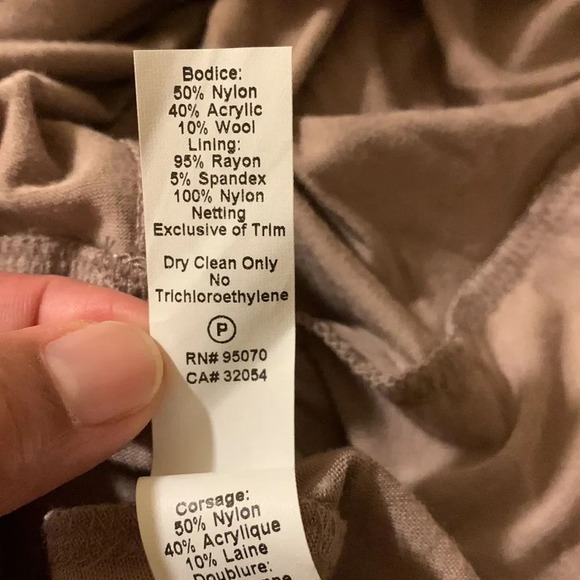 Bodice:
50% Nylon
40% Acrylic
10% Wool
Lining:
95% Rayon
5% Spandex
100% Nylon
Netting
Exclusive of Trim
Dry Clean Only
No
Trichloroethylene
P
RN# 95070
CA# 32054
Corsage:
50% Nylon
40% Acrylique
10% Laine
Doublure: